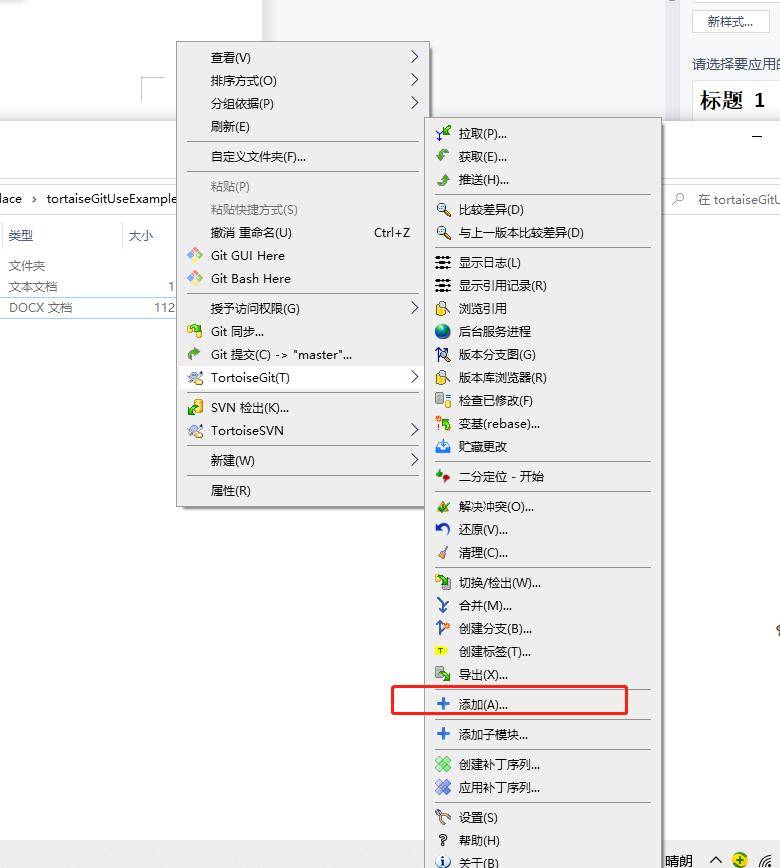 新样式...
请选择要应用的
标题 1
lace › tortaiseGitUseExample
在 tortaiseGitU
类型
大小
文件夹
文本文档
1
DOCX 文档
112
查看(V)
排序方式(O)
分组依据(P)
刷新(E)
自定义文件夹(F)...
粘贴(P)
粘贴快捷方式(S)
撤消 重命名(U) Ctrl+Z
Git GUI Here
Git Bash Here
授予访问权限(G)
Git 同步...
Git 提交(C) -> "master"...
TortoiseGit(T)
SVN 检出(K)...
TortoiseSVN
新建(W)
属性(R)
拉取(P)...
获取(E)...
推送(H)...
比较差异(D)
与上一版本比较差异(D)
显示日志(L)
显示引用记录(R)
浏览引用
后台服务进程
版本分支图(G)
版本库浏览器(R)
检查已修改(F)
变基(rebase)...
贮藏更改
二分定位 - 开始
解决冲突(O)...
还原(V)...
清理(C)...
切换/检出(W)...
合并(M)...
创建分支(B)...
创建标签(T)...
导出(X)...
添加(A)...
添加子模块...
创建补丁序列...
应用补丁序列...
设置(S)
帮助(H)
关于(B)
晴朗